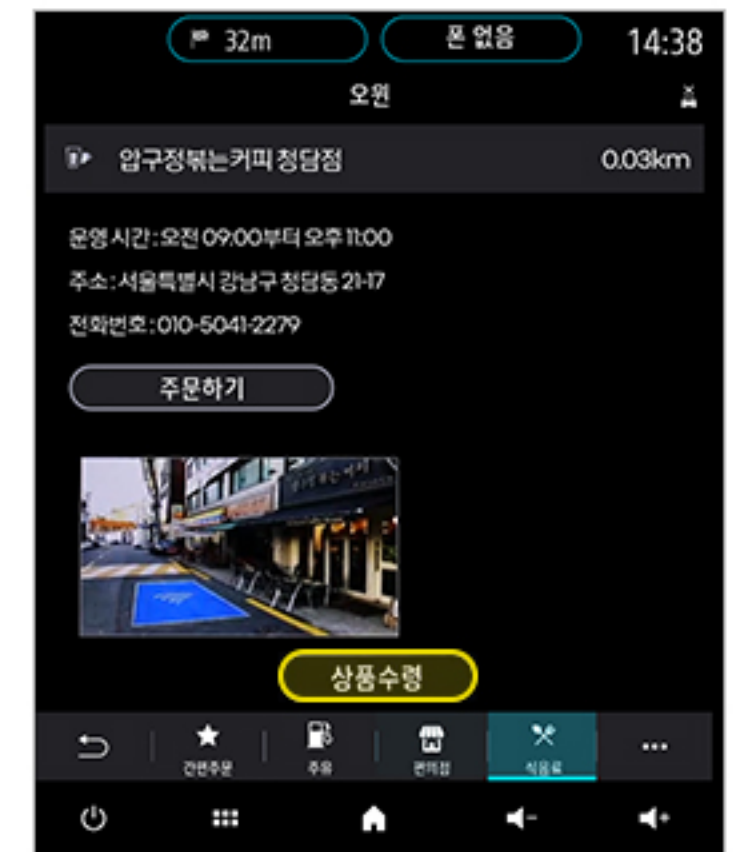 32m
폰 없음
14:38
오윈
압구정볶는커피 청담점
0.03km
운영 시간 : 오전 09:00부터 오후 11:00
주소 : 서울특별시 강남구 청담동 21-17
전화번호 : 010-5041-2279
주문하기
상품수령
간편주문
주유
편의점
식음료